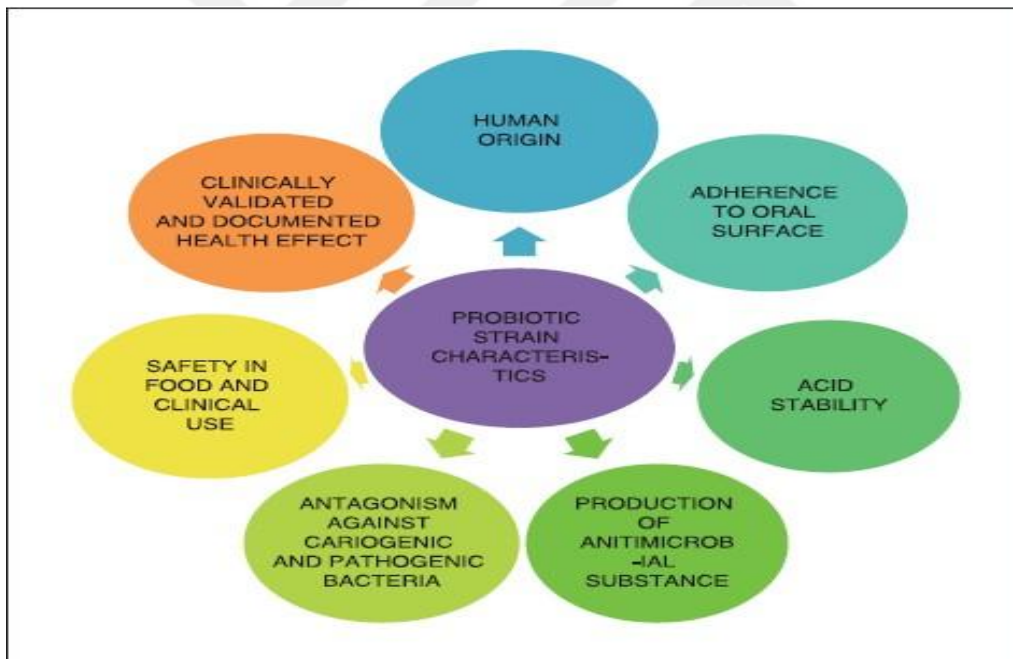 HUMAN
ORIGIN
ADHERENCE
TO ORAL
SURFACE
ACID
STABILITY
PRODUCTION
OF
ANITIMICROB
-IAL
SUBSTANCE
ANTAGONISM
AGAINST
CARIOGENIC
AND PATHOGENIC
BACTERIA
SAFETY IN
FOOD AND
CLINICAL
USE
CLINICALLY
VALIDATED
AND DOCUMENTED
HEALTH EFFECT
PROBIOTIC
STRAIN
CHARACTERIS-
TICS